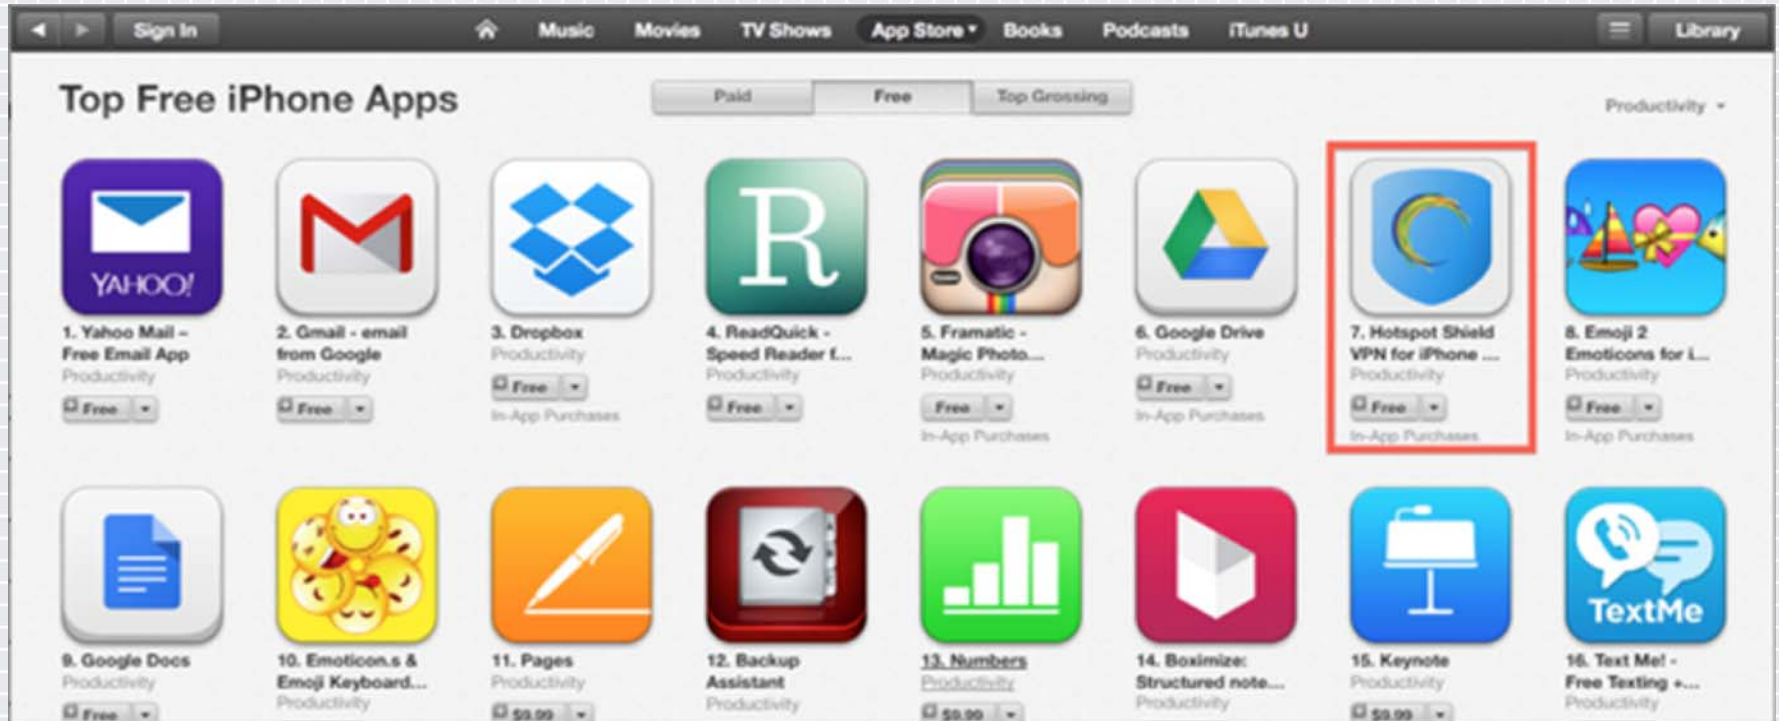 Sign In
Music Movies TV Shows App Store Books Podcasts iTunes U
Library
Top Free iPhone Apps
Paid Free Top Grossing
Productivity
YAHOO!
R
1. Yahoo Mail –
Free Email App
Productivity
Free
2. Gmail - email
from Google
Productivity
Free
3. Dropbox
Productivity
Free
In-App Purchases
4. ReadQuick -
Speed Reader f...
Productivity
Free
5. Framatic -
Magic Photo...
Productivity
Free
In-App Purchases
6. Google Drive
Productivity
Free
In-App Purchases
7. Hotspot Shield
VPN for iPhone ...
Productivity
Free
In-App Purchases
8. Emoji 2
Emoticons for i...
Productivity
Free
In-App Purchases
TextMe
9. Google Docs
Productivity
Free
10. Emoticon.s &
Emoji Keyboard...
Productivity
11. Pages
Productivity
$9.99
12. Backup
Assistant
Productivity
13. Numbers
Productivity
$9.99
14. Boximize:
Structured note...
Productivity
15. Keynote
Productivity
$9.99
16. Text Me! -
Free Texting +...
Productivity